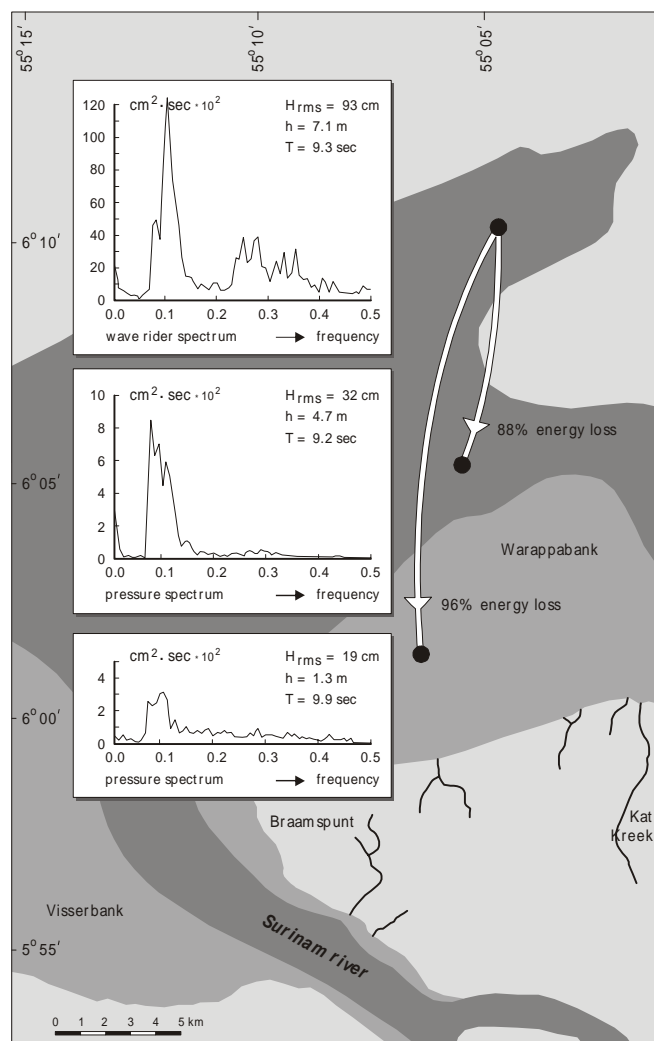 55° 15′
55° 10′
55° 05′
cm²· sec · 10²
H rms = 93 cm
h = 7.1 m
T = 9.3 sec
120
100
80
60
40
20
0
0.0 0.1 0.2 0.3 0.4 0.5
wave rider spectrum → frequency
6° 10′
cm²· sec · 10²
H rms = 32 cm
h = 4.7 m
T = 9.2 sec
10
8
6
4
2
0
0.0 0.1 0.2 0.3 0.4 0.5
pressure spectrum → frequency
88% energy loss
6° 05′
Warappabank
96% energy loss
cm²· sec · 10²
H rms = 19 cm
h = 1.3 m
T = 9.9 sec
4
2
0
0.0 0.1 0.2 0.3 0.4 0.5
pressure spectrum → frequency
6° 00′
Braamspunt
Kat
Kreek
Visserbank
Surinam river
5° 55′
0 1 2 3 4 5 km